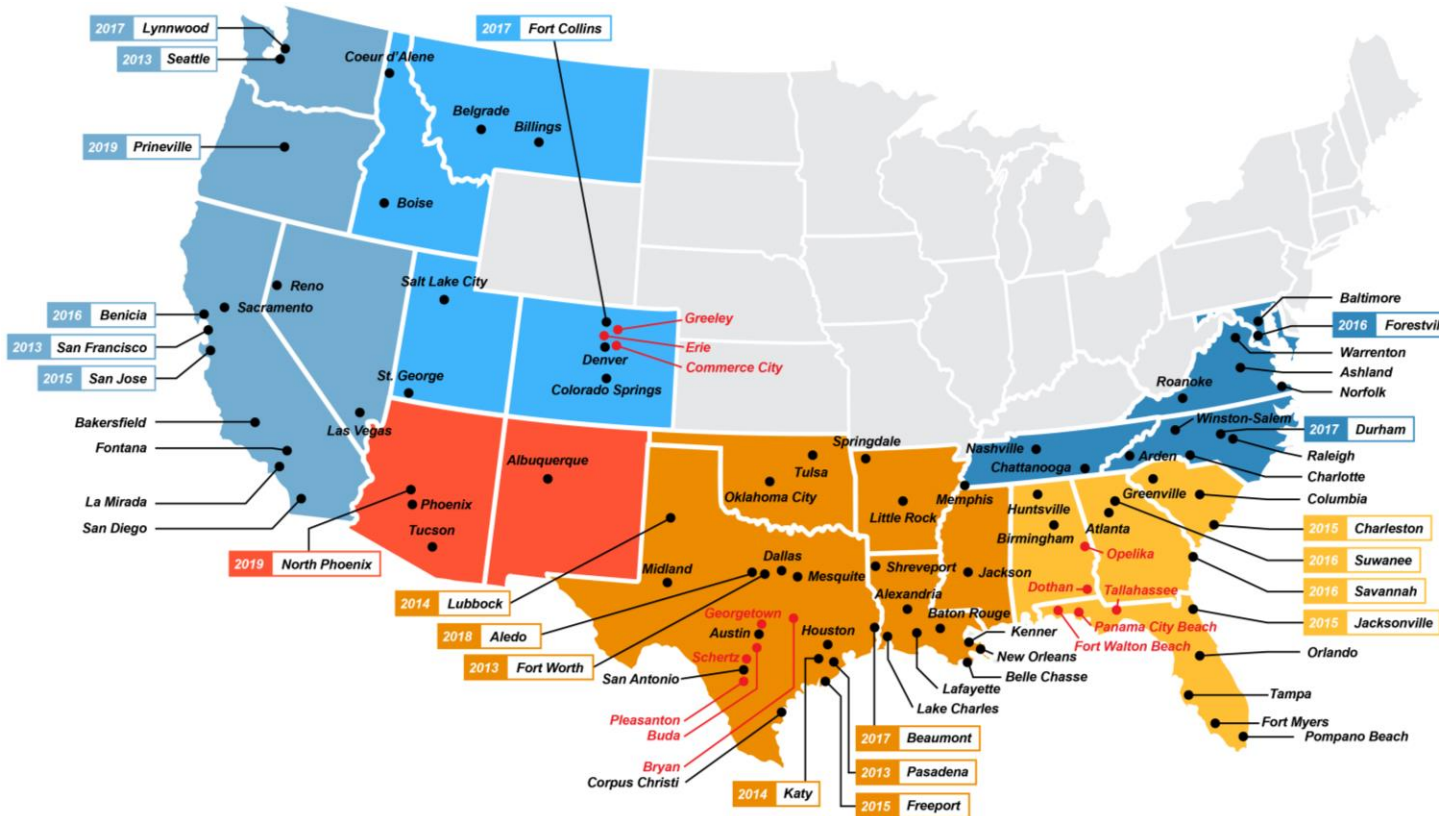 2017 Lynnwood
2013 Seattle
2017 Fort Collins
Coeur d'Alene
Belgrade
Billings
2019 Prineville
Boise
Salt Lake City
Reno
Sacramento
2016 Benicia
2013 San Francisco
2015 San Jose
Greeley
Erie
Denver
Commerce City
Colorado Springs
St. George
Las Vegas
Bakersfield
Fontana
La Mirada
San Diego
Baltimore
2016 Forestvil
Warrenton
Ashland
Norfolk
Roanoke
Winston-Salem
2017 Durham
Raleigh
Charlotte
Arden
Nashville
Chattanooga
Memphis
Springdale
Tulsa
Oklahoma City
Little Rock
Albuquerque
Phoenix
Tucson
2019 North Phoenix
Greenville
Columbia
2015 Charleston
2016 Suwanee
2016 Savannah
2015 Jacksonville
Huntsville
Birmingham
Atlanta
Opelika
Dothan
Tallahassee
Panama City Beach
Fort Walton Beach
Orlando
Tampa
Fort Myers
Pompano Beach
Dallas
Midland
Mesquite
2014 Lubbock
2018 Aledo
2013 Fort Worth
Shreveport
Jackson
Alexandria
Baton Rouge
Kenner
New Orleans
Belle Chasse
Lafayette
Lake Charles
Georgetown
Austin
Houston
Schertz
San Antonio
Pleasanton
Buda
Bryan
Corpus Christi
2017 Beaumont
2013 Pasadena
2014 Katy
2015 Freeport